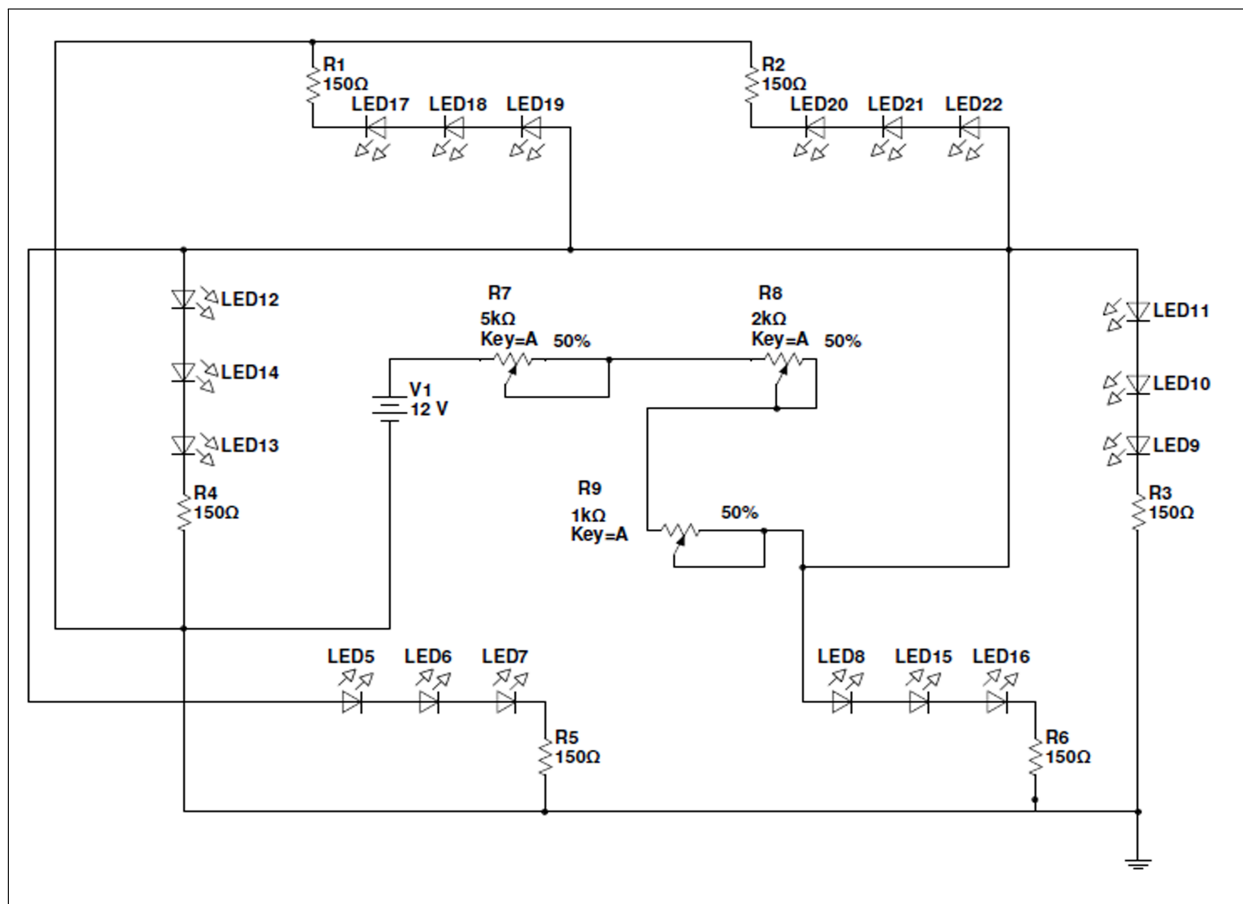 R1
150Ω
LED17 LED18 LED19
R2
150Ω
LED20 LED21 LED22
LED12
LED14
LED13
R4
150Ω
V1
12 V
R7
5kΩ
Key=A
50%
R8
2kΩ
Key=A
50%
R9
1kΩ
Key=A
50%
LED11
LED10
LED9
R3
150Ω
LED5 LED6 LED7
R5
150Ω
LED8 LED15 LED16
R6
150Ω